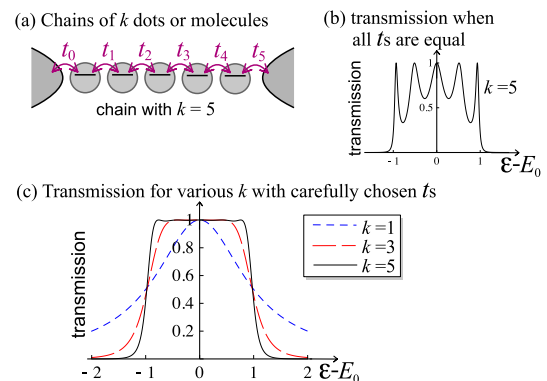 (a) Chains of k dots or molecules
t0 t1 t2 t3 t4 t5
chain with k = 5
(b) transmission when
all ts are equal
transmission
1
0.5
k=5
-1 0 1
ε-E0
(c) Transmission for various k with carefully chosen ts
transmission
1
0.8
0.6
0.4
0.2
k=1
k=3
k=5
-2 -1 0 1 2
ε-E0